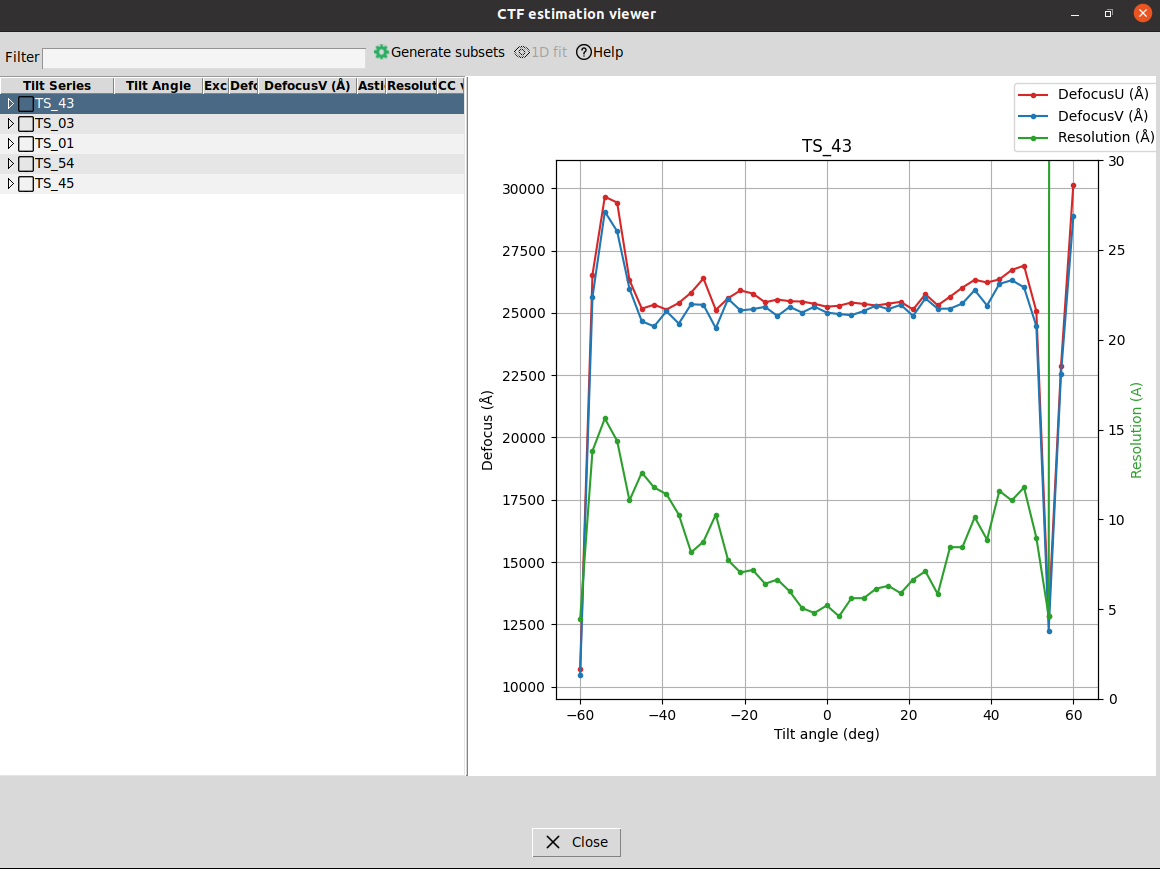 CTF estimation viewer
Filter
Generate subsets 1D fit Help
Tilt Series Tilt Angle Exc Defo DefocusV (Å) Asti Resolut CC v
TS_43
TS_03
TS_01
TS_54
TS_45
DefocusU (Å)
DefocusV (Å)
Resolution (Å)
TS_43
30000
27500
25000
22500
20000
17500
15000
12500
10000
Defocus (Å)
30
25
20
15
10
5
0
Resolution (A)
−60 −40 −20 0 20 40 60
Tilt angle (deg)
Close